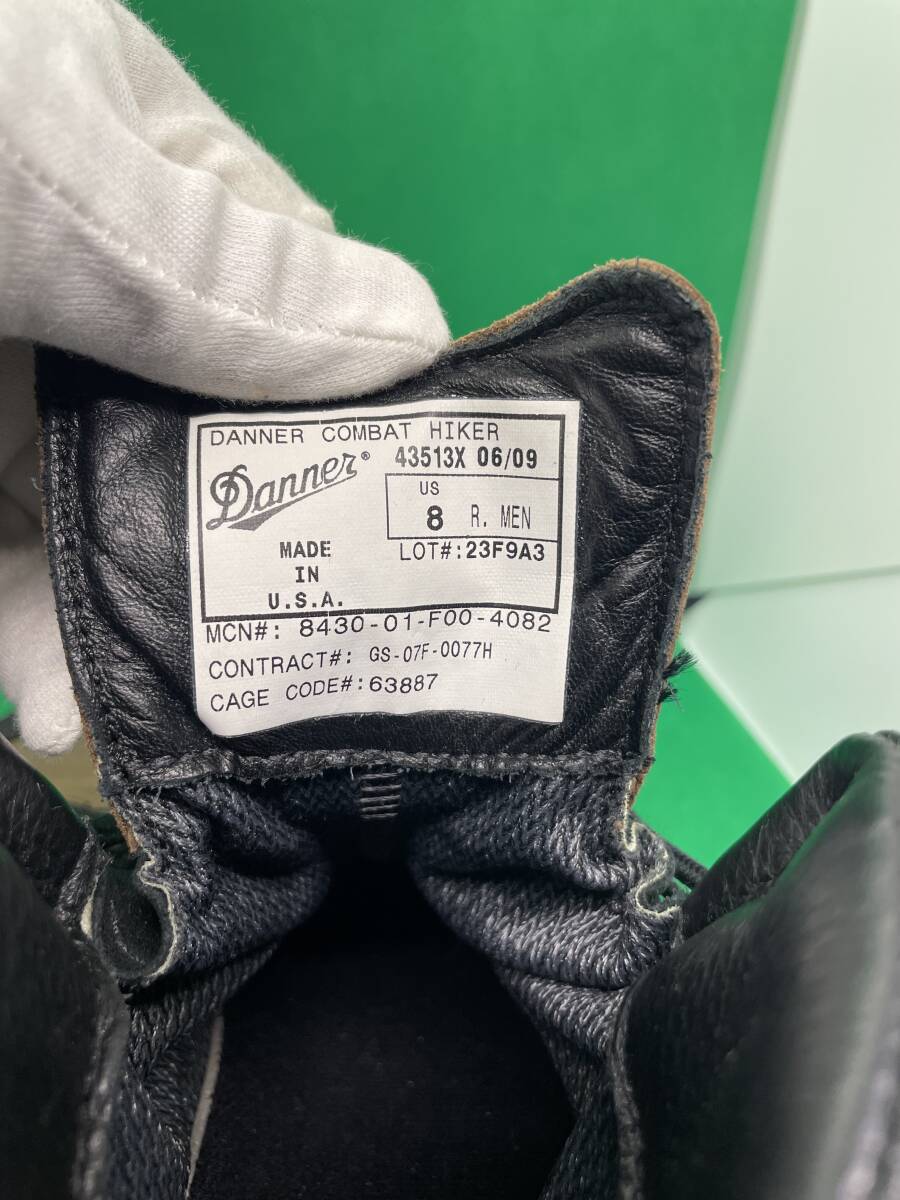 DANNER COMBAT HIKER
Danner® 43513X 06/09
US
8 R. MEN
MADE
IN
U.S.A.
LOT#:23F9A3
MCN#: 8430-01-F00-4082
CONTRACT#: GS-07F-0077H
CAGE CODE#:63887